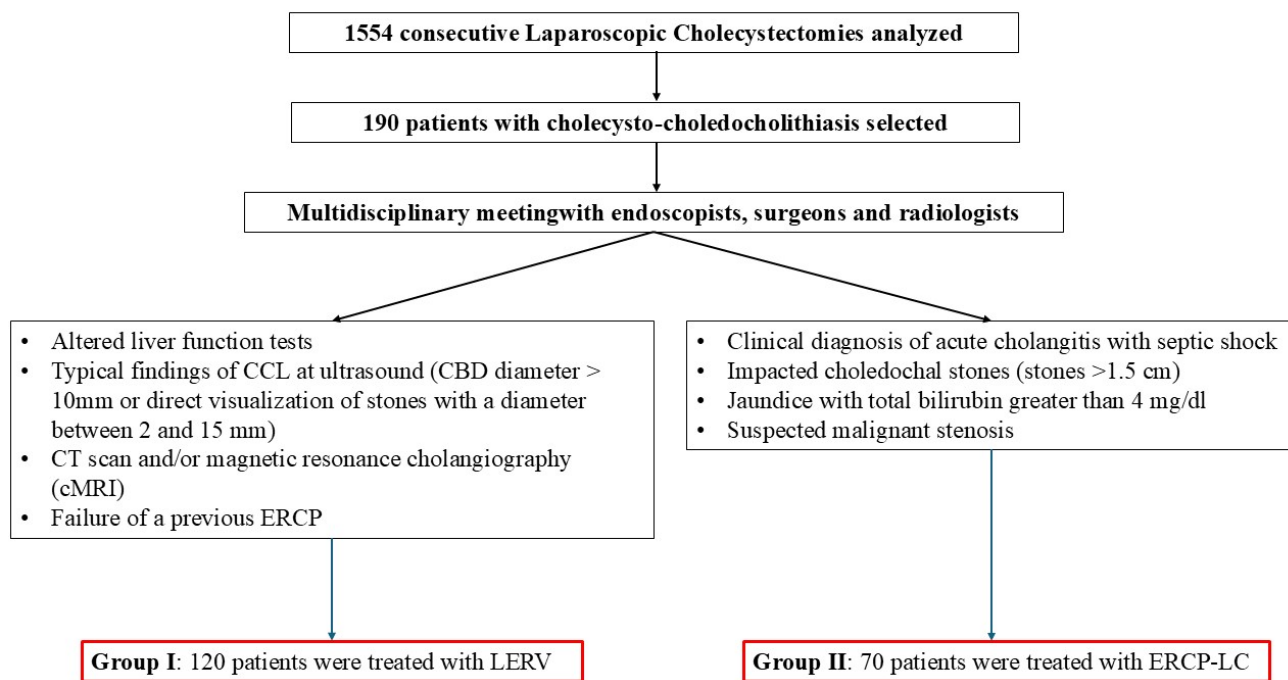 1554 consecutive Laparoscopic Cholecystectomies analyzed
190 patients with cholecysto-choledocholithiasis selected
Multidisciplinary meetingwith endoscopists, surgeons and radiologists
• Altered liver function tests
• Typical findings of CCL at ultrasound (CBD diameter >
10mm or direct visualization of stones with a diameter
between 2 and 15 mm)
• CT scan and/or magnetic resonance cholangiography
(cMRI)
• Failure of a previous ERCP
• Clinical diagnosis of acute cholangitis with septic shock
• Impacted choledochal stones (stones >1.5 cm)
• Jaundice with total bilirubin greater than 4 mg/dl
• Suspected malignant stenosis
Group I: 120 patients were treated with LERV
Group II: 70 patients were treated with ERCP-LC